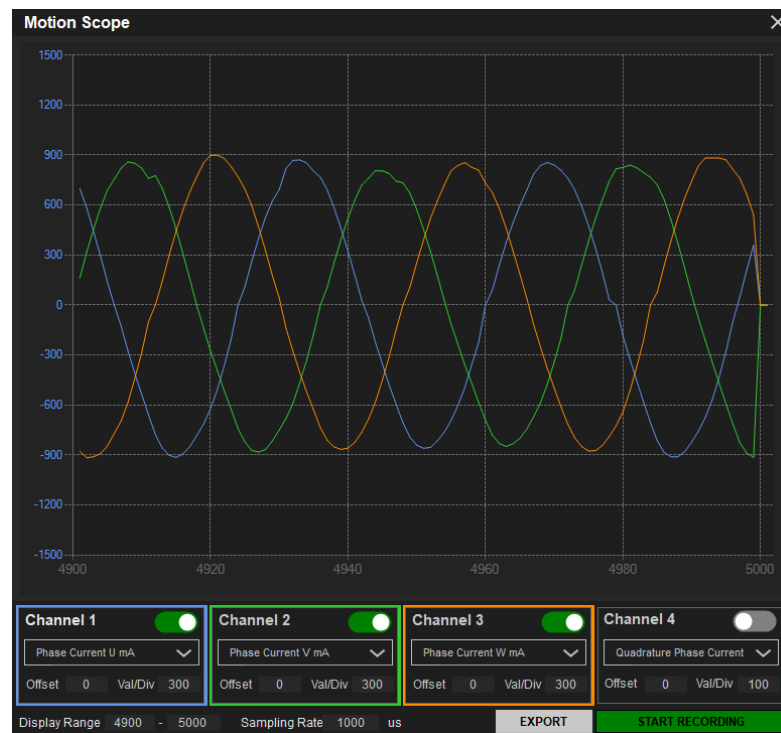 Motion Scope
1500
1200
900
600
300
0
-300
-600
-900
-1200
-1500
4900 4920 4940 4960 4980 5000
Channel 1 Channel 2 Channel 3 Channel 4
Phase Current U mA Phase Current V mA Phase Current W mA Quadrature Phase Current
Offset 0 Val/Div 300 Offset 0 Val/Div 300 Offset 0 Val/Div 300 Offset 0 Val/Div 100
Display Range 4900 - 5000 Sampling Rate 1000 us EXPORT START RECORDING